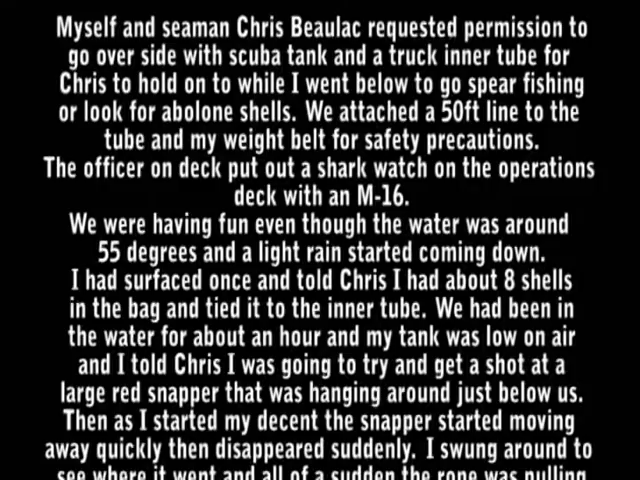 Myself and seaman Chris Beaulac requested permission to
go over side with scuba tank and a truck inner tube for
Chris to hold on to while I went below to go spear fishing
or look for abolone shells. We attached a 50ft line to the
tube and my weight belt for safety precautions.
The officer on deck put out a shark watch on the operations
deck with an M-16.
We were having fun even though the water was around
55 degrees and a light rain started coming down.
I had surfaced once and told Chris I had about 8 shells
in the bag and tied it to the inner tube. We had been in
the water for about an hour and my tank was low on air
and I told Chris I was going to try and get a shot at a
large red snapper that was hanging around just below us.
Then as I started my decent the snapper started moving
away quickly then disappeared suddenly. I swung around to
see where it went and all of a sudden the rope was pulling